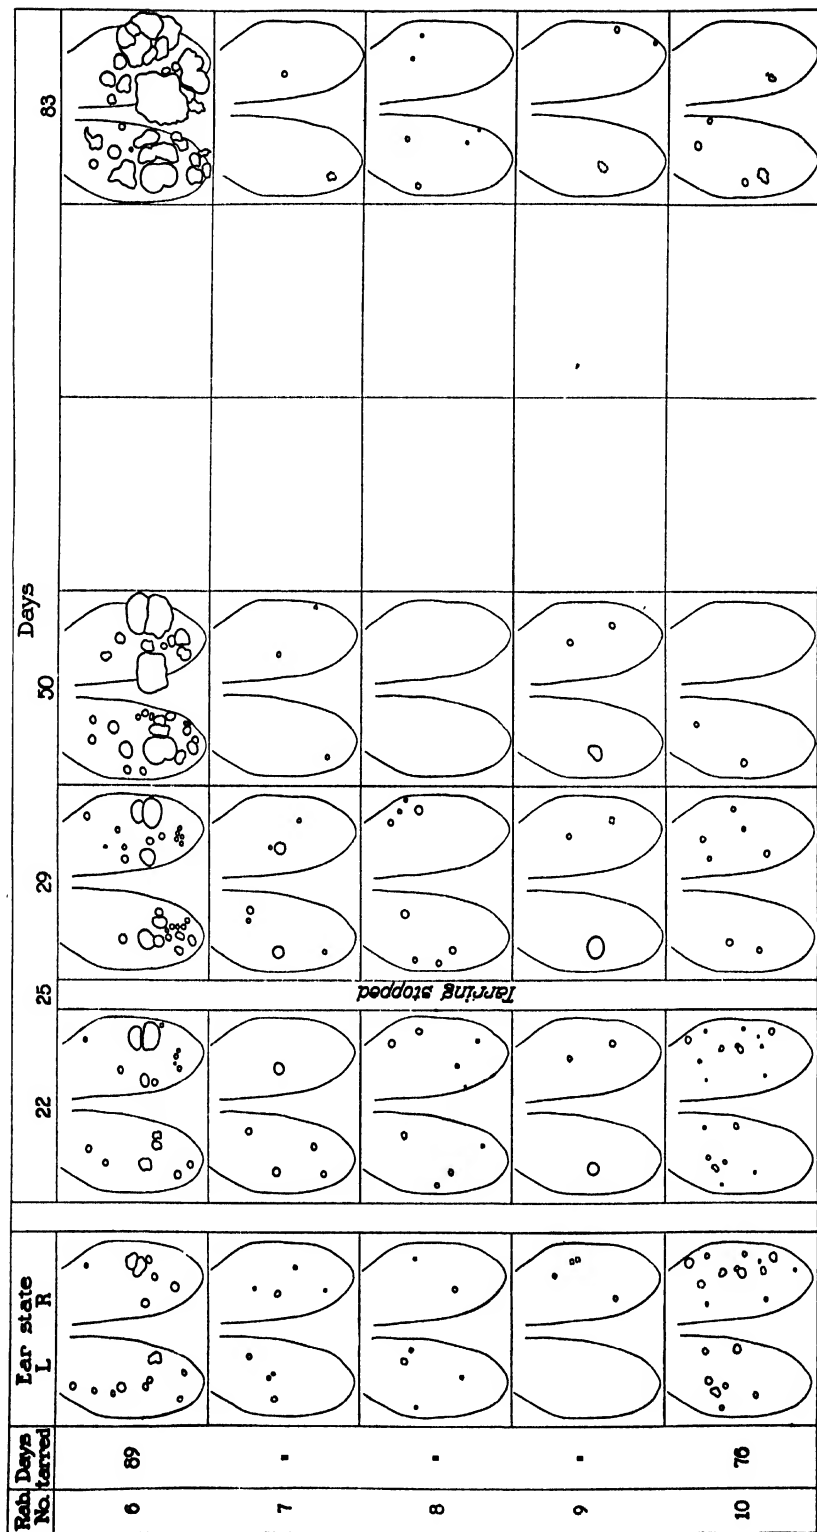 Days
Rab. Days Ear state
No. tarred L R 22 25 29 50 83
Tarring stopped
6 89
7 "
8 "
9 "
10 76